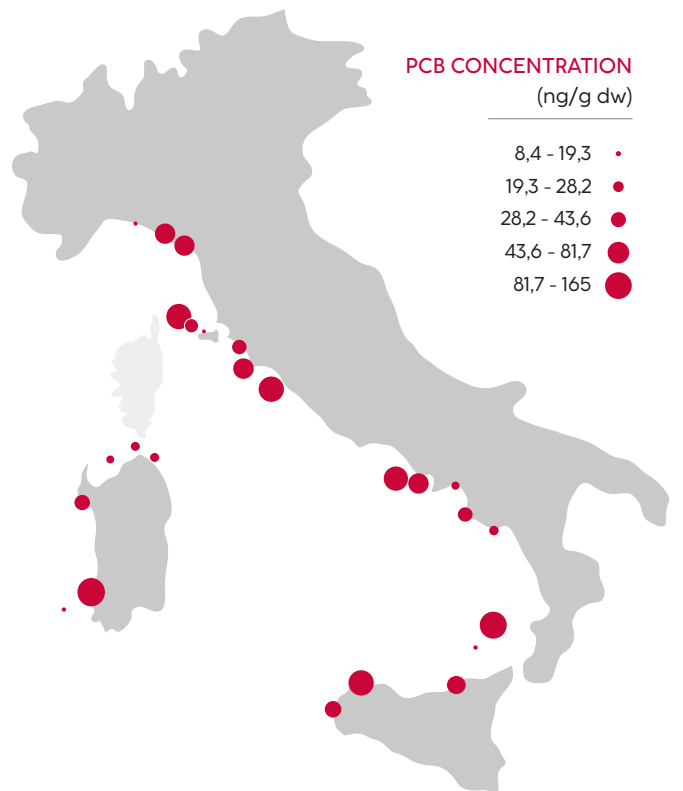 PCB CONCENTRATION
(ng/g dw)
8,4 - 19,3
19,3 - 28,2
28,2 - 43,6
43,6 - 81,7
81,7 - 165